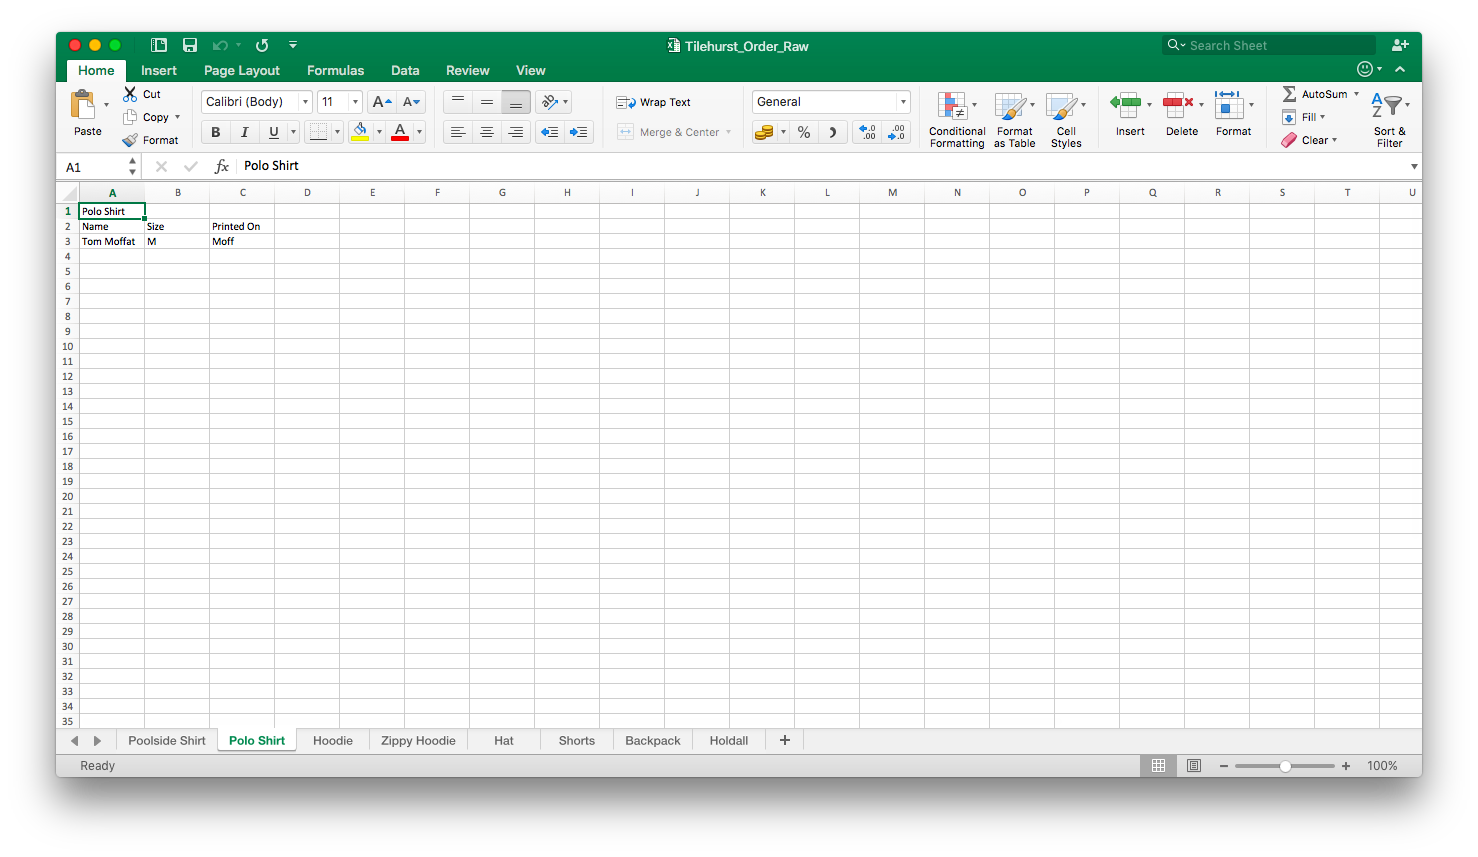 Tilehurst_Order_Raw
Search Sheet
Home Insert Page Layout Formulas Data Review View
Paste
Cut
Copy
Format
Calibri (Body) 11 A A
B I U A
Wrap Text
Merge & Center
General
% .0 .00 .00 .0
Conditional Formatting
Format as Table
Cell Styles
Insert
Delete
Format
AutoSum
Fill
Clear
A Z
Sort & Filter
A1 fx Polo Shirt
A B C D E F G H I J K L M N O P Q R S T U
1 Polo Shirt
2 Name Size Printed On
3 Tom Moffat M Moff
4
5
6
7
8
9
10
11
12
13
14
15
16
17
18
19
20
21
22
23
24
25
26
27
28
29
30
31
32
33
34
35
Poolside Shirt Polo Shirt Hoodie Zippy Hoodie Hat Shorts Backpack Holdall +
Ready 100%